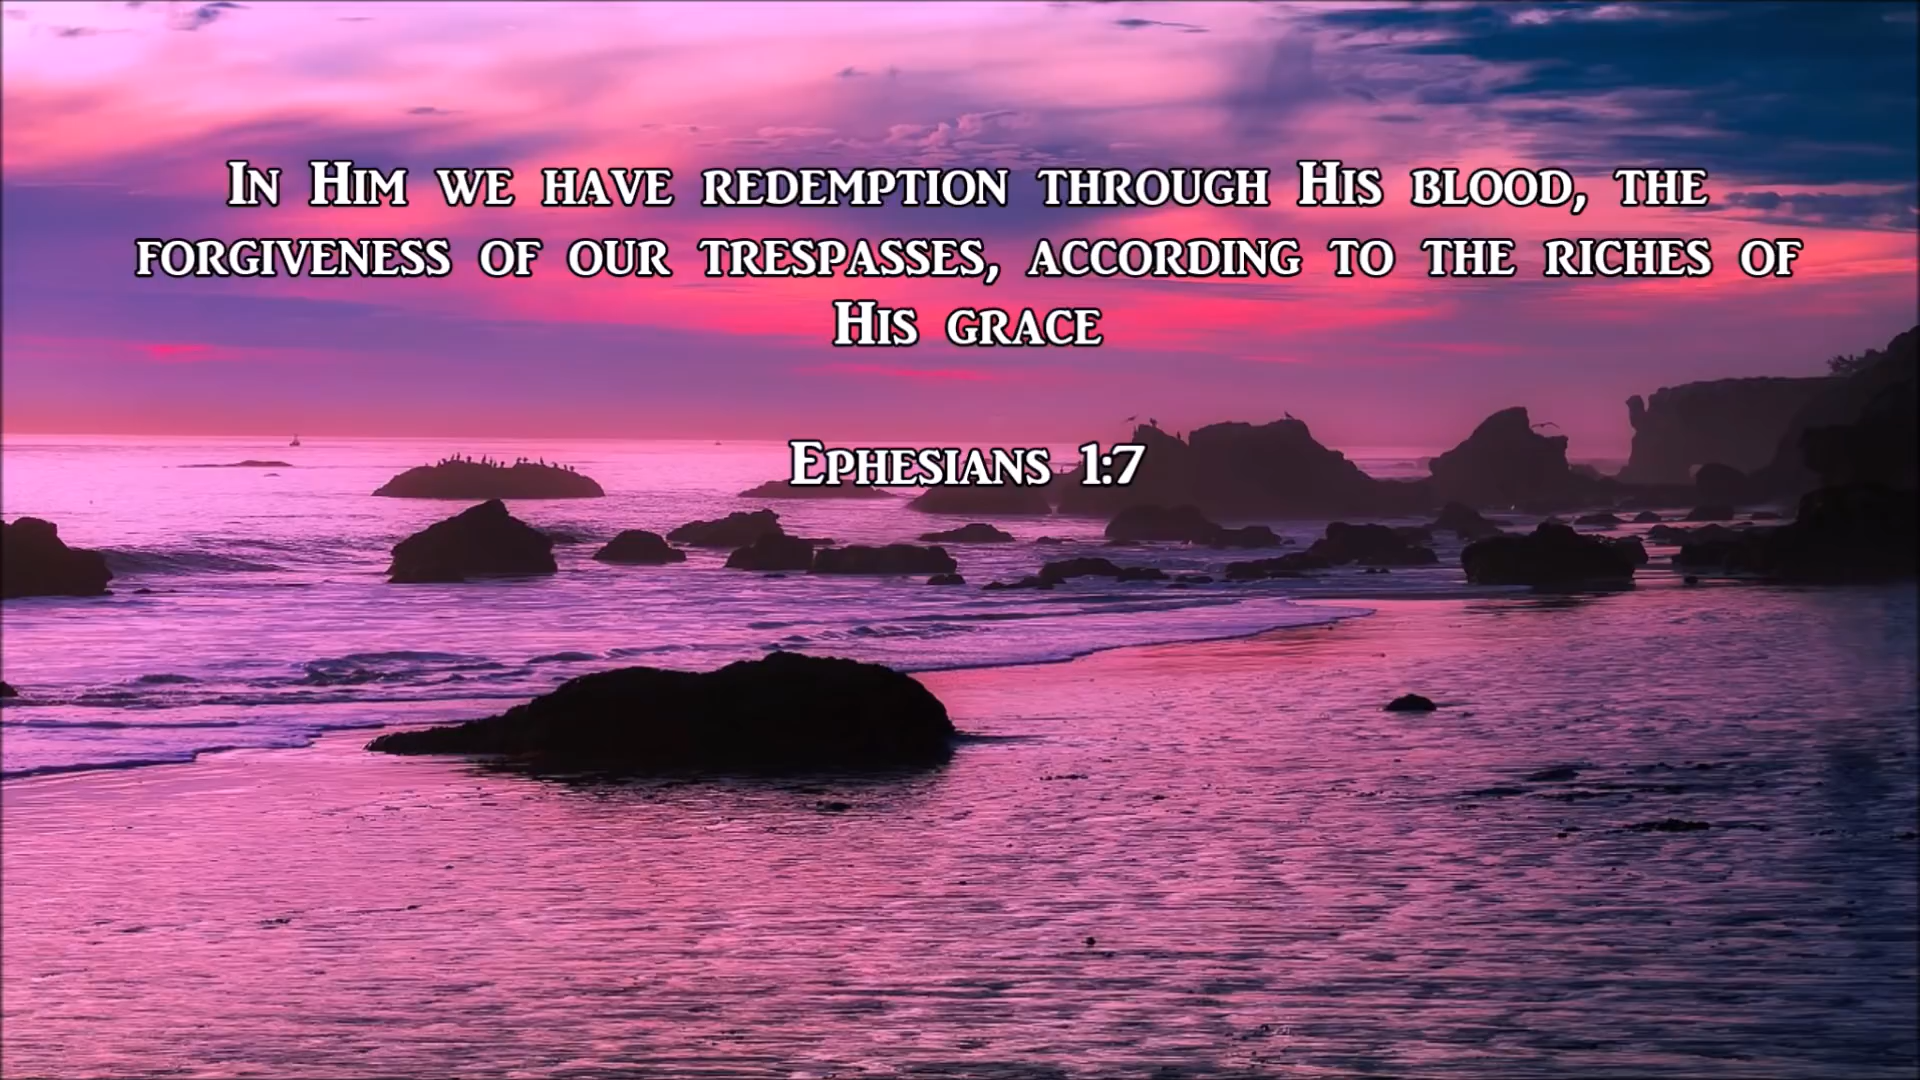 In Him we have redemption through His blood, the
forgiveness of our trespasses, according to the riches of
His grace
Ephesians 1:7